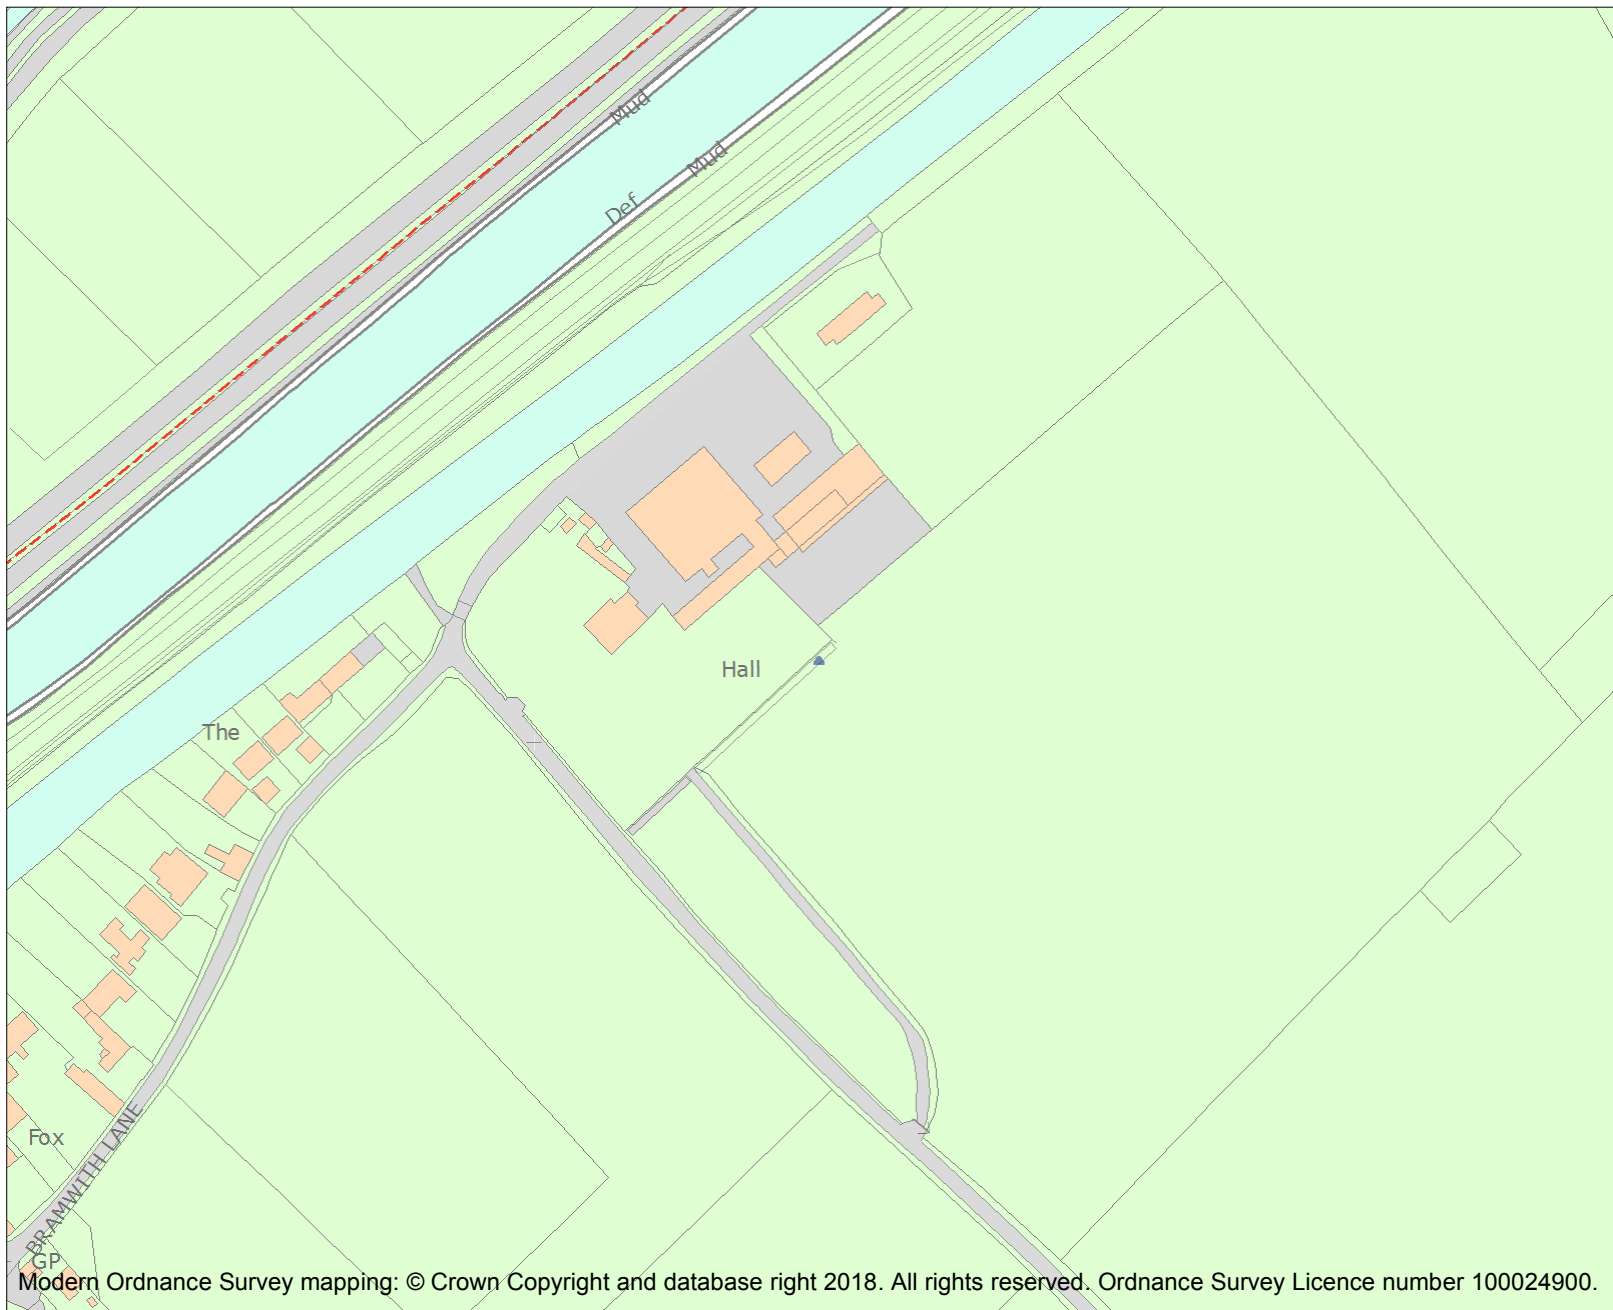 Mud
Mud
Def
Hall
The
Fox
BRAMWITH LANE
GP
Modern Ordnance Survey mapping: © Crown Copyright and database right 2018. All rights reserved. Ordnance Survey Licence number 100024900.